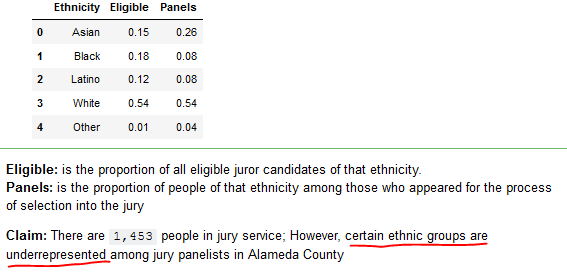 Ethnicity Eligible Panels
0 Asian 0.15 0.26
1 Black 0.18 0.08
2 Latino 0.12 0.08
3 White 0.54 0.54
4 Other 0.01 0.04
Eligible: is the proportion of all eligible juror candidates of that ethnicity.
Panels: is the proportion of people of that ethnicity among those who appeared for the process
of selection into the jury
Claim: There are 1,453 people in jury service; However, certain ethnic groups are
underrepresented among jury panelists in Alameda County